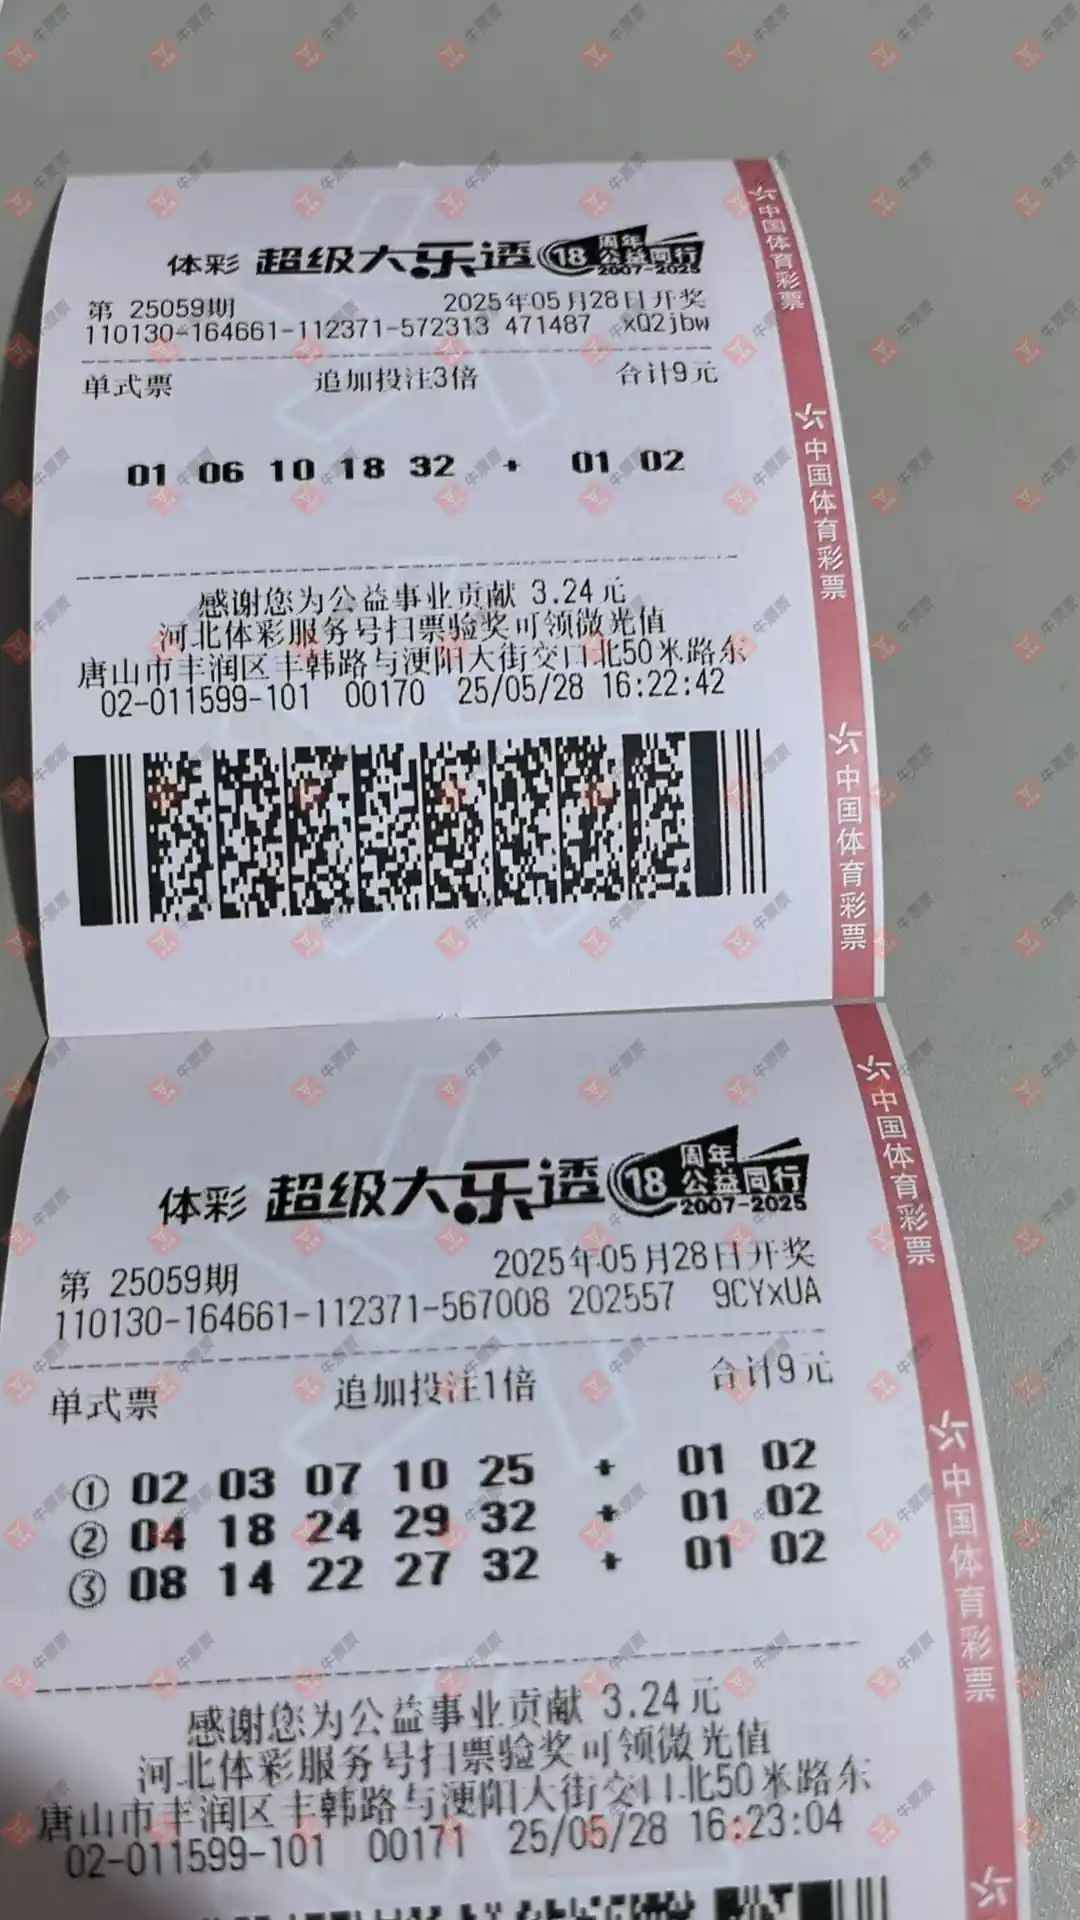 体彩 超级大乐透 18 周年 公益同行 2007-2025
第 25059期 2025年05月28日开奖
110130-164661-112371-572313 471487 xQ2jbw
单式票 追加投注3倍 合计9元
01 06 10 18 32 + 01 02
感谢您为公益事业贡献 3.24元
河北体彩服务号扫票验奖可领微光值
唐山市丰润区丰韩路与浭阳大街交口北50米路东
02-011599-101 00170 25/05/28 16:22:42
中国体育彩票
中国体育彩票
中国体育彩票
体彩 超级大乐透 18 周年 公益同行 2007-2025
第 25059期 2025年05月28日开奖
110130-164661-112371-567008 202557 9CYxUA
单式票 追加投注1倍 合计9元
① 02 03 07 10 25 + 01 02
② 04 18 24 29 32 + 01 02
③ 08 14 22 27 32 + 01 02
感谢您为公益事业贡献 3.24元
河北体彩服务号扫票验奖可领微光值
唐山市丰润区丰韩路与浭阳大街交口北50米路东
02-011599-101 00171 25/05/28 16:23:04
中国体育彩票
中国体育彩票